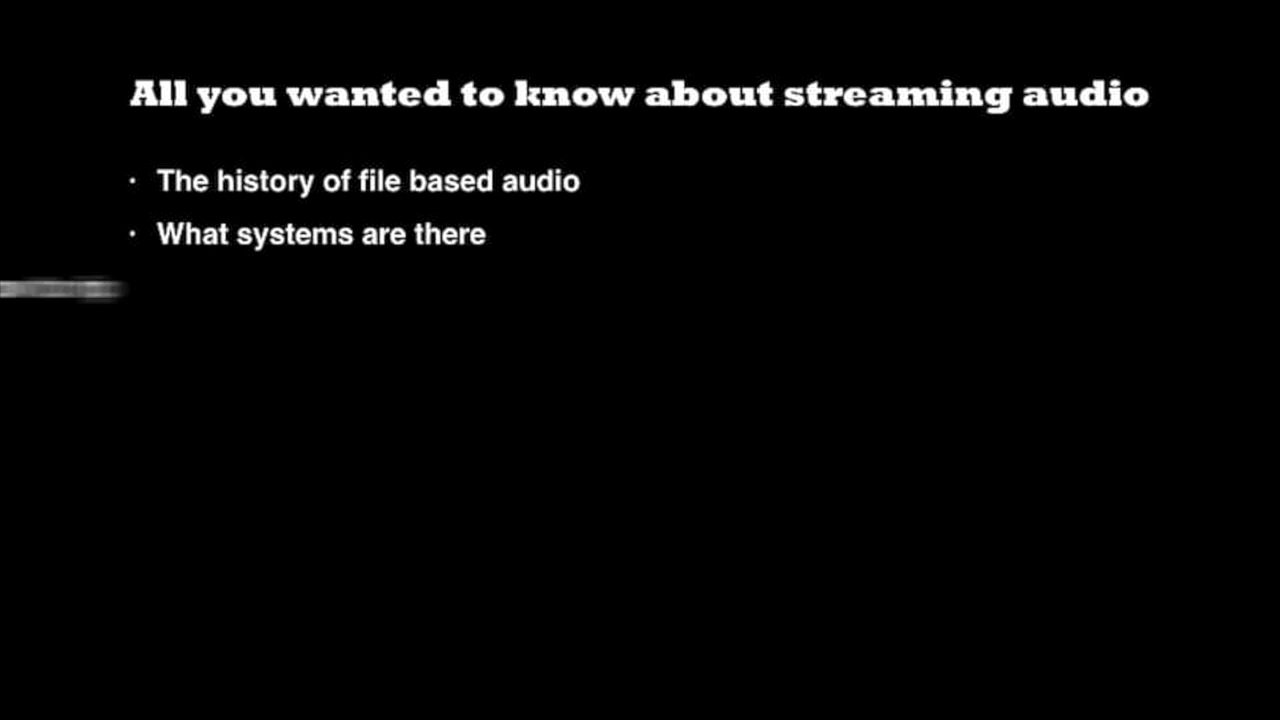 All you wanted to know about streaming audio
· The history of file based audio
· What systems are there